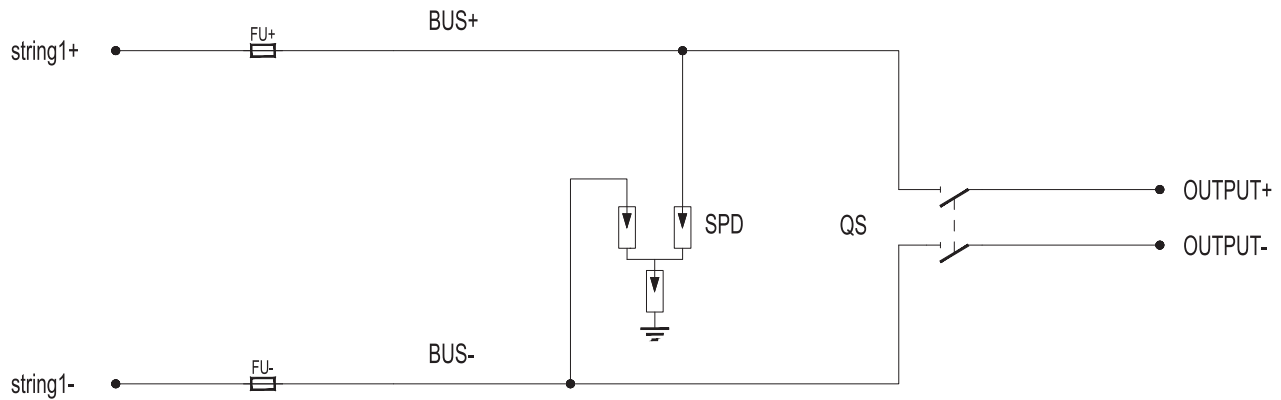 BUS+
FU+
string1+
OUTPUT+
SPD
QS
OUTPUT-
BUS-
FU-
string1-